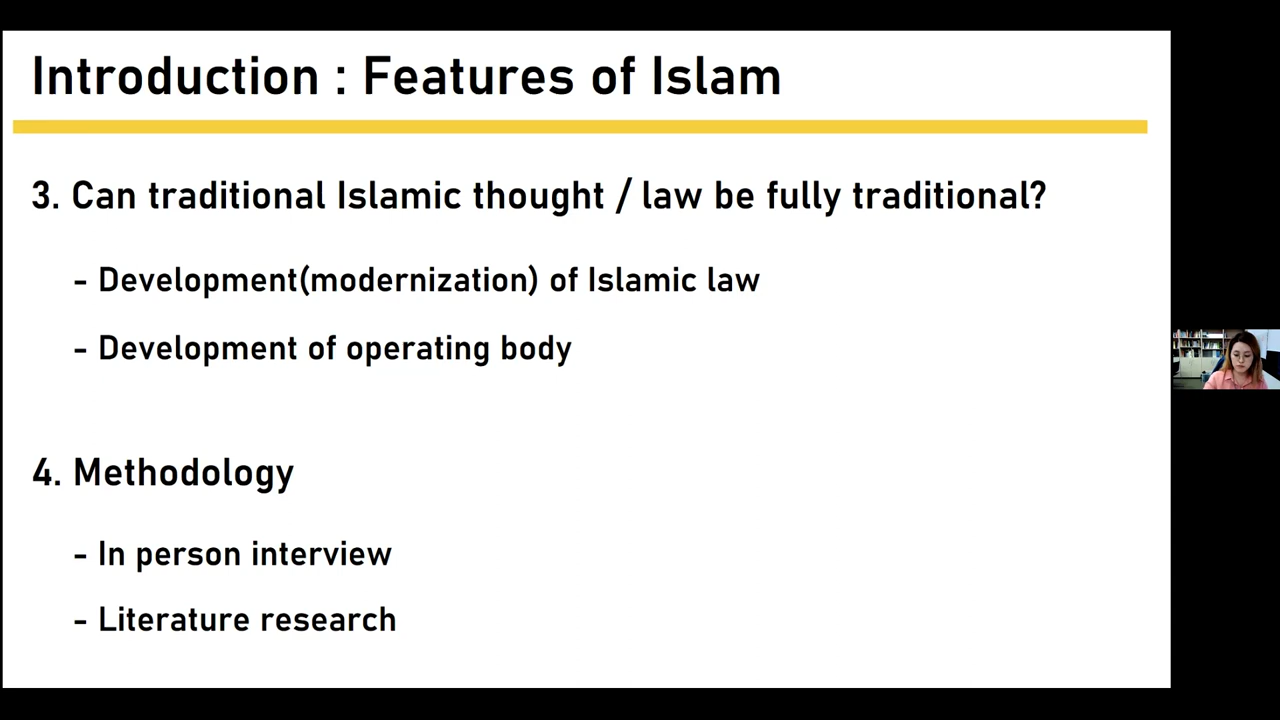 Introduction : Features of Islam
3. Can traditional Islamic thought / law be fully traditional?
- Development(modernization) of Islamic law
- Development of operating body
4. Methodology
- In person interview
- Literature research